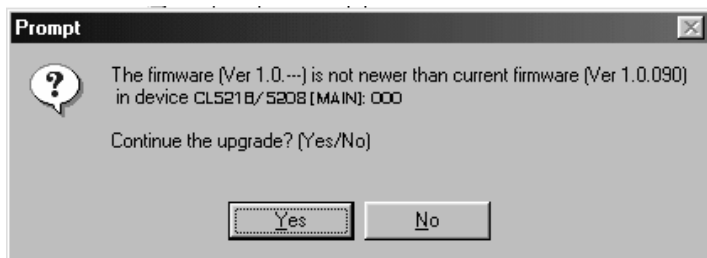 Prompt
The firmware (Ver 1.0.---) is not newer than current firmware (Ver 1.0.090)
in device CL5216/5208 [MAIN]: 000
Continue the upgrade? (Yes/No)
Yes
No